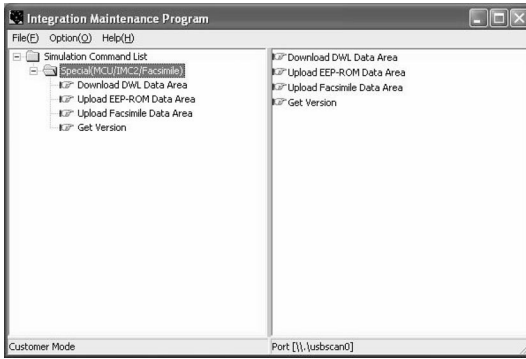 Integration Maintenance Program
File(F) Option(O) Help(H)
Simulation Command List
Special(MCU/IMC2/Facsimile)
Download DWL Data Area
Upload EEP-ROM Data Area
Upload Facsimile Data Area
Get Version
Download DWL Data Area
Upload EEP-ROM Data Area
Upload Facsimile Data Area
Get Version
Customer Mode
Port [\\.\usbscan0]